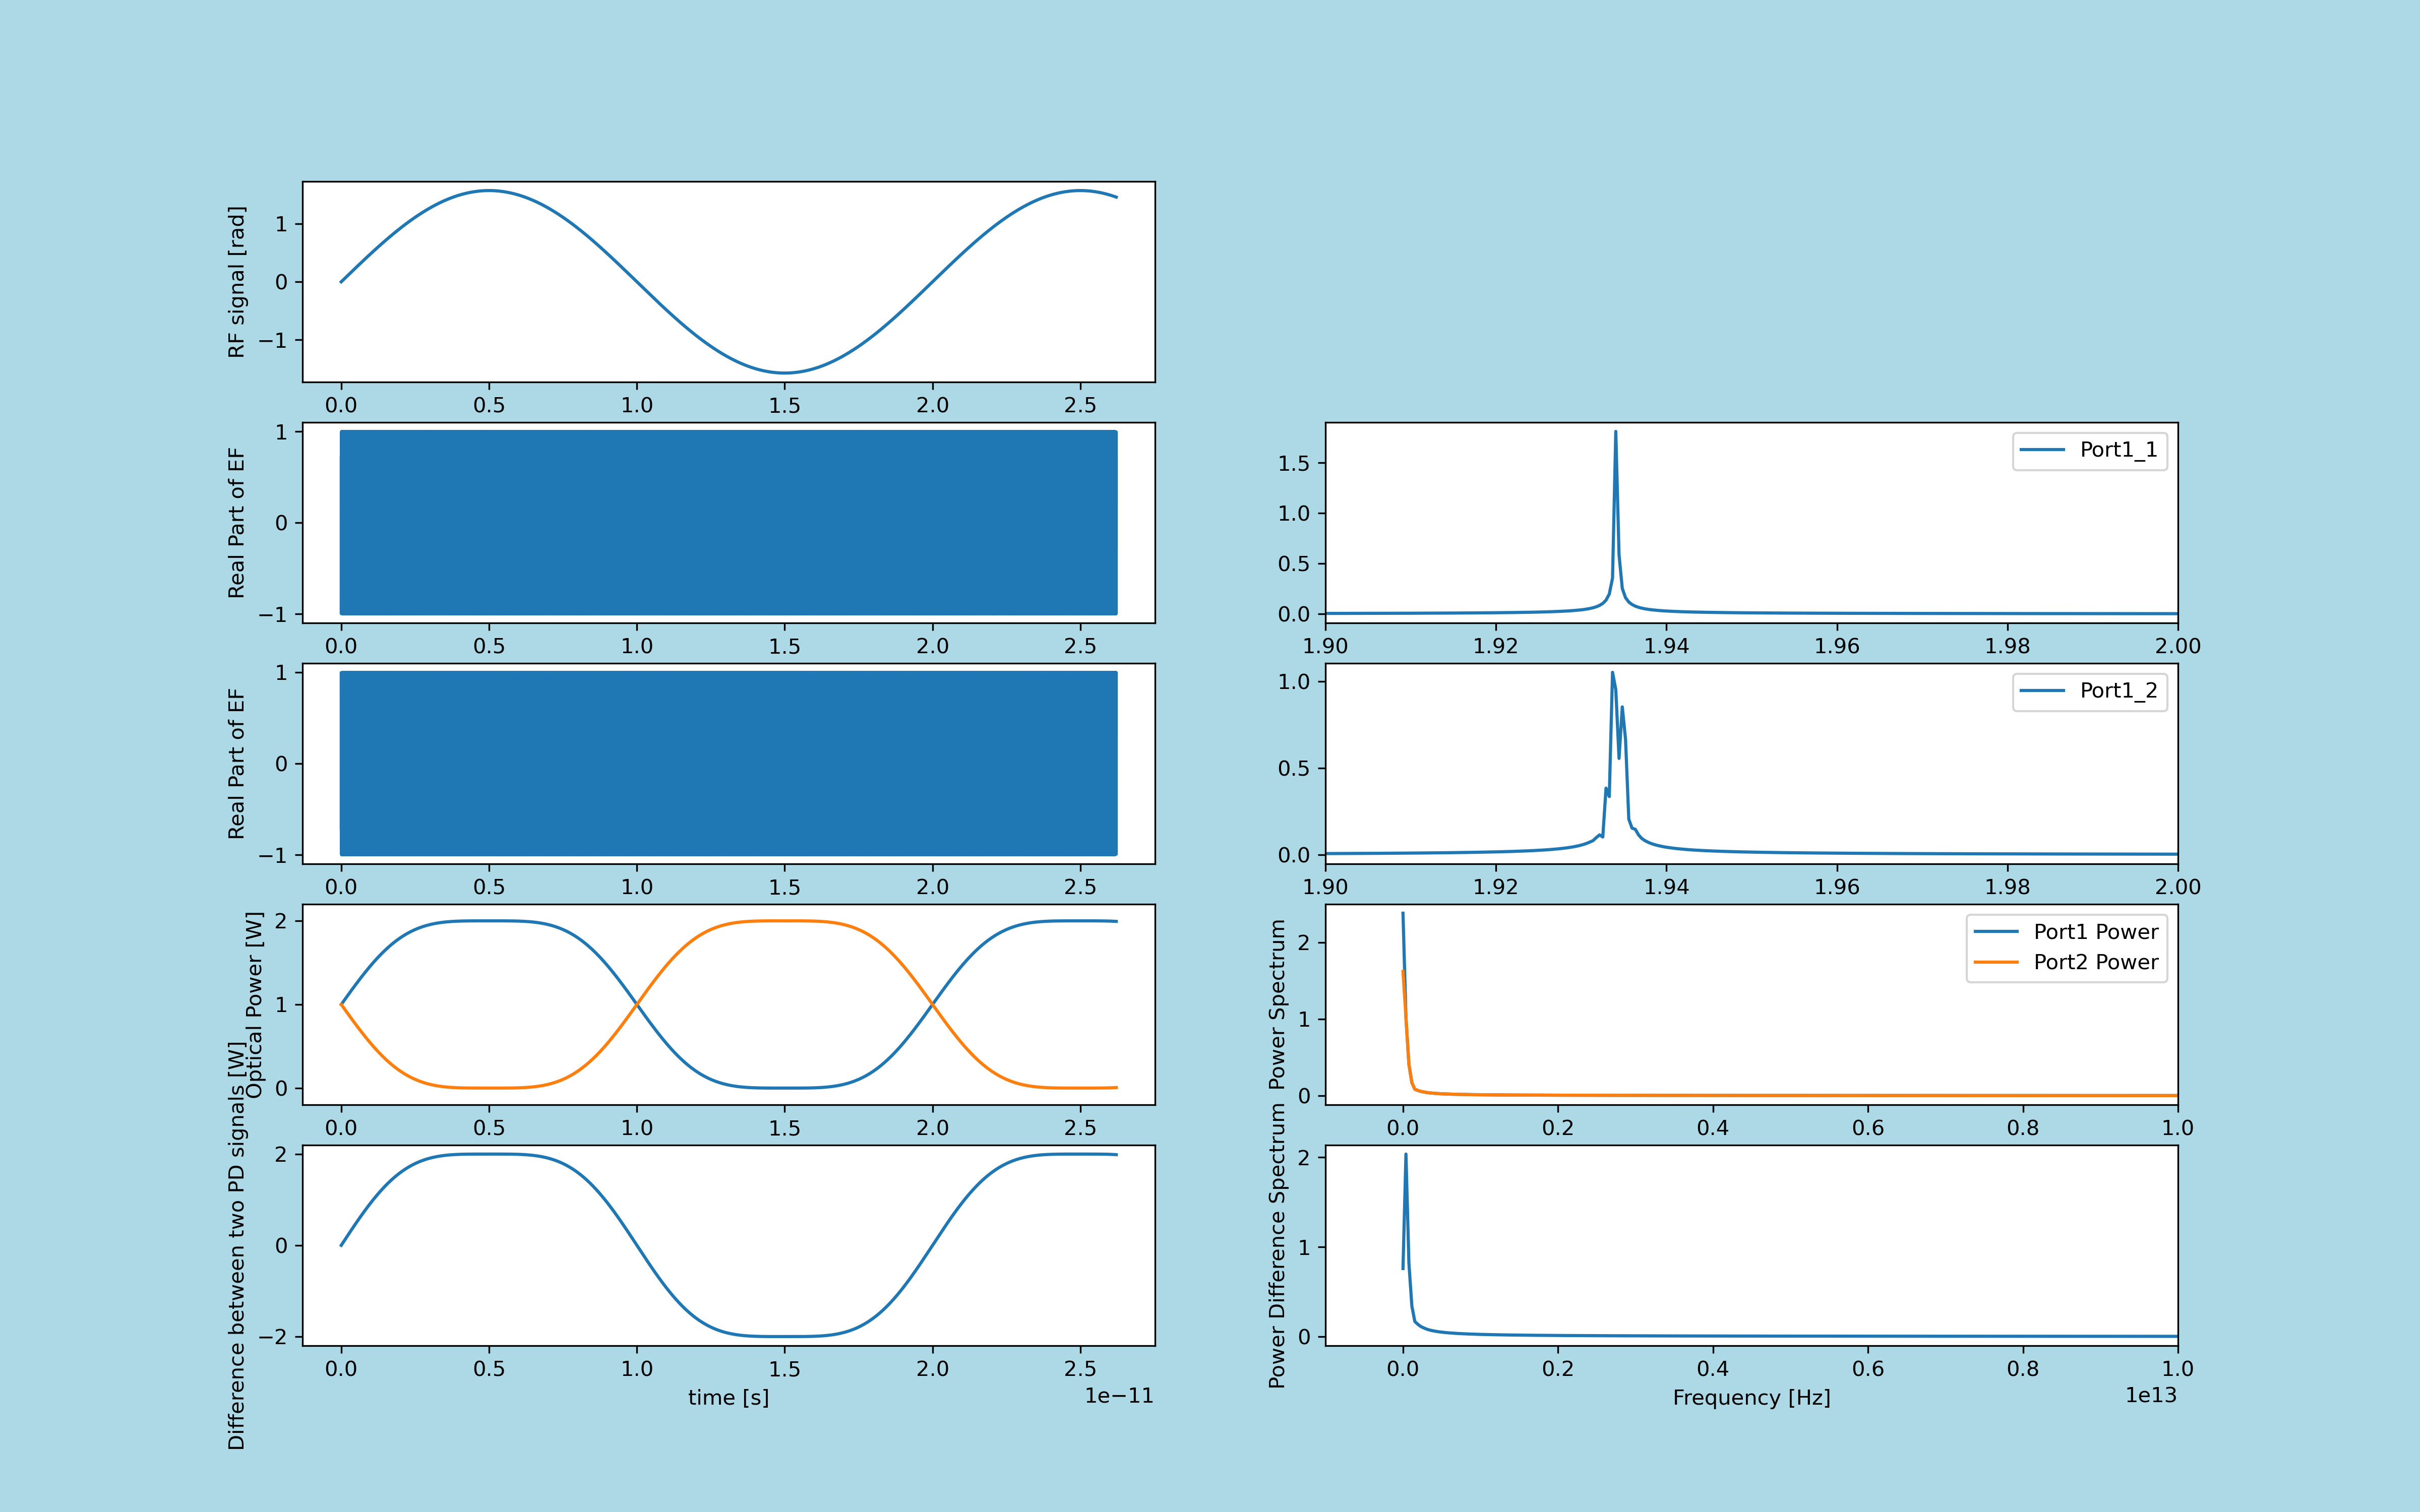 RF signal [rad]
1
0
−1
0.0 0.5 1.0 1.5 2.0 2.5
Real Part of EF
1
0
−1
0.0 0.5 1.0 1.5 2.0 2.5
Port1_1
1.5
1.0
0.5
0.0
1.90 1.92 1.94 1.96 1.98 2.00
Real Part of EF
1
0
−1
0.0 0.5 1.0 1.5 2.0 2.5
Port1_2
1.0
0.5
0.0
1.90 1.92 1.94 1.96 1.98 2.00
Optical Power [W]
2
1
0
0.0 0.5 1.0 1.5 2.0 2.5
Power Spectrum
Port1 Power
Port2 Power
2
1
0
0.0 0.2 0.4 0.6 0.8 1.0
Difference between two PD signals [W]
2
0
−2
0.0 0.5 1.0 1.5 2.0 2.5
time [s]
1e−11
Power Difference Spectrum
2
1
0
0.0 0.2 0.4 0.6 0.8 1.0
Frequency [Hz]
1e13